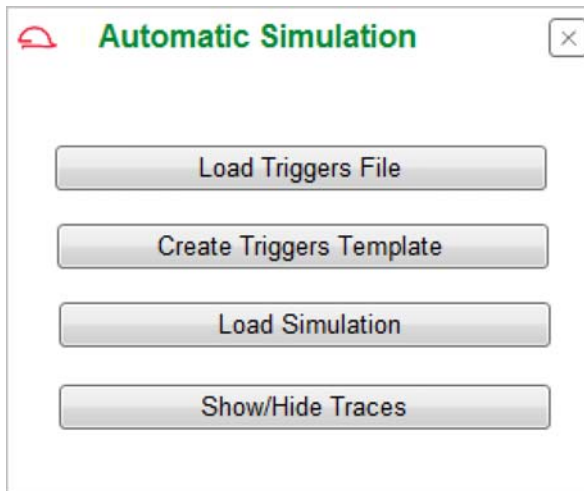 Automatic Simulation
Load Triggers File
Create Triggers Template
Load Simulation
Show/Hide Traces